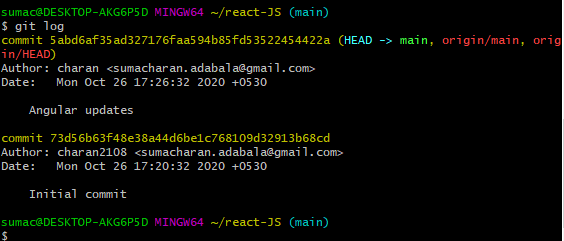 sumac@DESKTOP-AKG6P5D MINGW64 ~/react-JS (main)
$ git log
commit 5abd6af35ad327176faa594b85fd53522454422a (HEAD -> main, origin/main, orig
in/HEAD)
Author: charan <sumacharan.adabala@gmail.com>
Date:   Mon Oct 26 17:26:32 2020 +0530
    Angular updates
commit 73d56b63f48e38a44d6be1c768109d32913b68cd
Author: charan2108 <sumacharan.adabala@gmail.com>
Date:   Mon Oct 26 17:20:32 2020 +0530
    Initial commit
sumac@DESKTOP-AKG6P5D MINGW64 ~/react-JS (main)
$